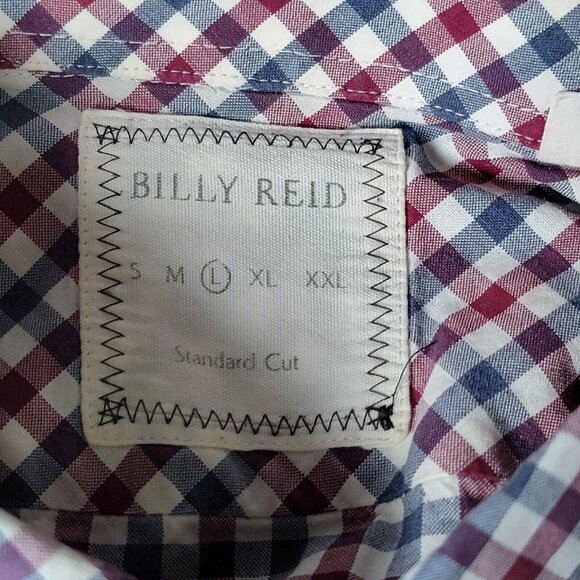 BILLY REID
S M L XL XXL
Standard Cut